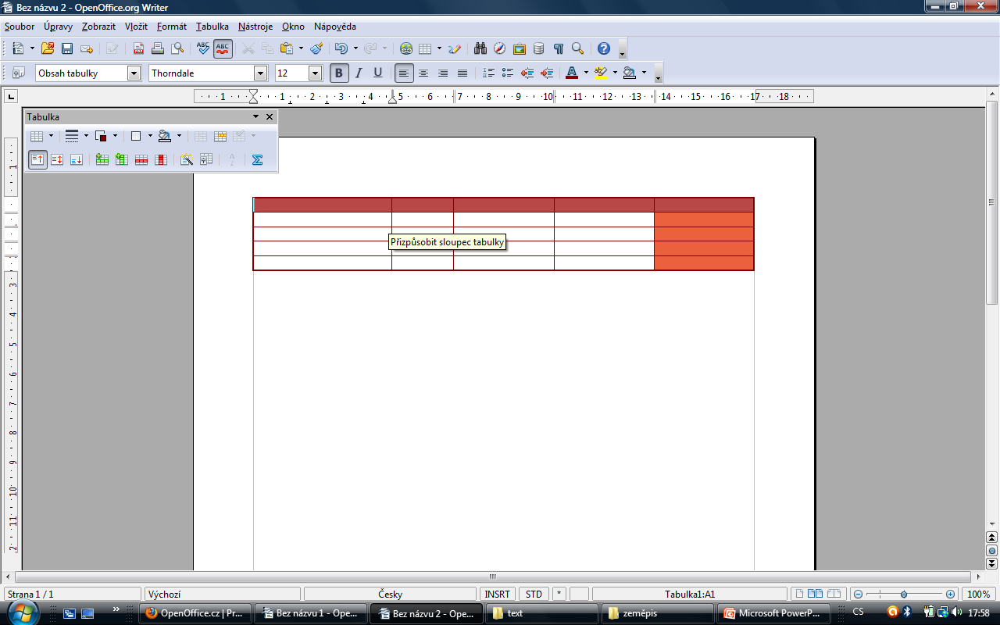 Bez názvu 2 - OpenOffice.org Writer
Soubor Úpravy Zobrazit Vložit Formát Tabulka Nástroje Okno Nápověda
ABC ABC
Obsah tabulky Thorndale 12 B I U A
1 1 2 3 4 5 6 7 8 9 10 11 12 13 14 15 16 17 18
Tabulka
1
Přizpůsobit sloupec tabulky
3
4
5
6
7
8
9
10
11
2
Strana 1 / 1 Výchozí Česky INSRT STD * Tabulka1:A1 100%
OpenOffice.cz | Pr... Bez názvu 1 - Ope... Bez názvu 2 - Ope... text zeměpis Microsoft PowerP... CS 17:58